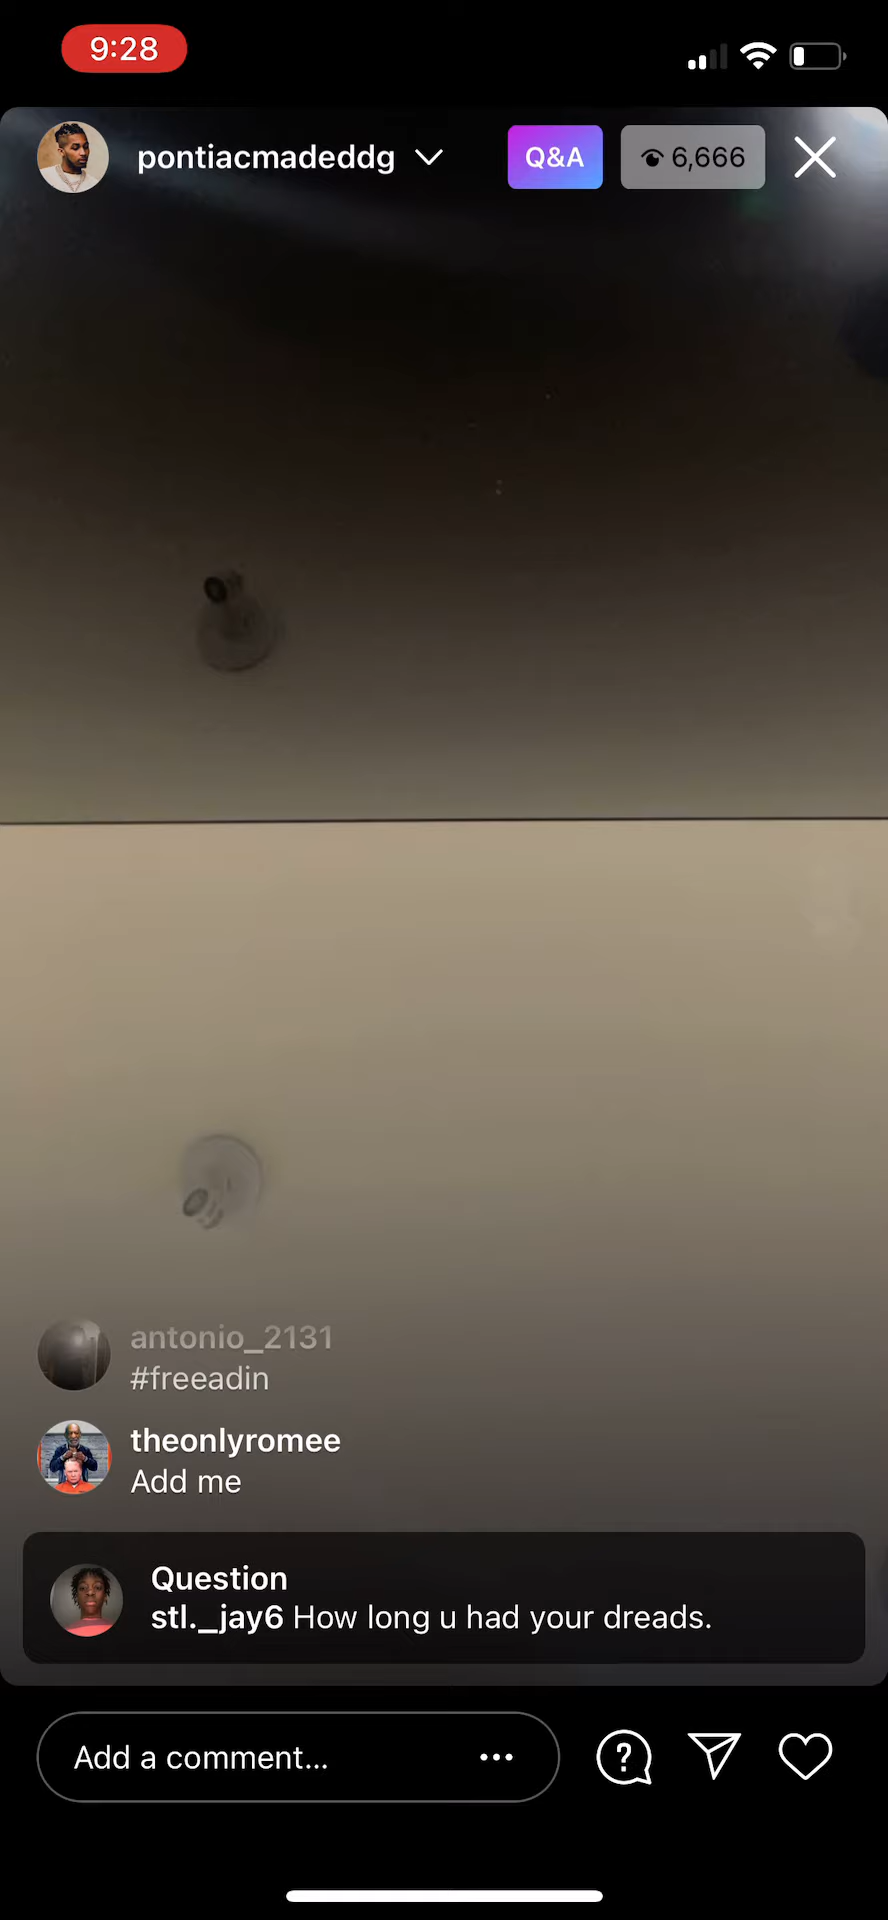 9:28
pontiacmadeddg
Q&A
6,666
antonio_2131
#freeadin
theonlyromee
Add me
Question
stl._jay6 How long u had your dreads.
Add a comment...